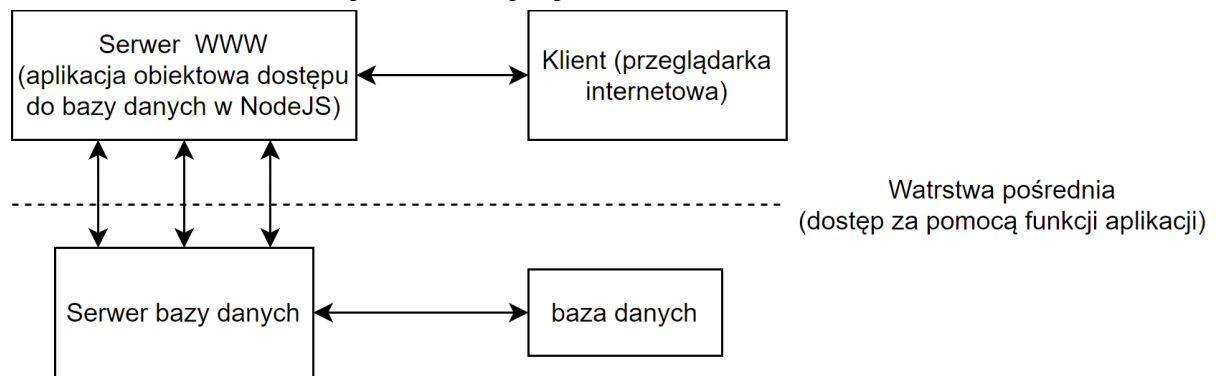 Serwer WWW
(aplikacja obiektowa dostępu
do bazy danych w NodeJS)
Klient (przeglądarka
internetowa)
Watrstwa pośrednia
(dostęp za pomocą funkcji aplikacji)
Serwer bazy danych
baza danych